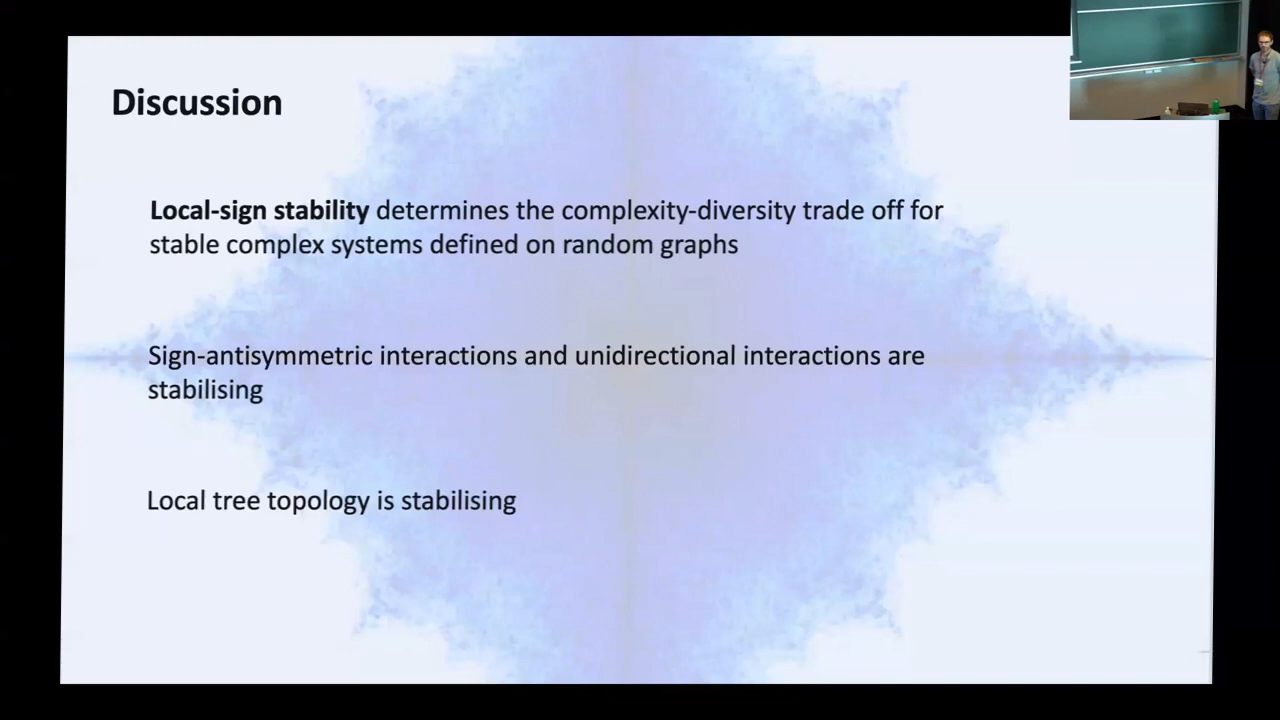 Discussion
Local-sign stability determines the complexity-diversity trade off for
stable complex systems defined on random graphs
Sign-antisymmetric interactions and unidirectional interactions are
stabilising
Local tree topology is stabilising